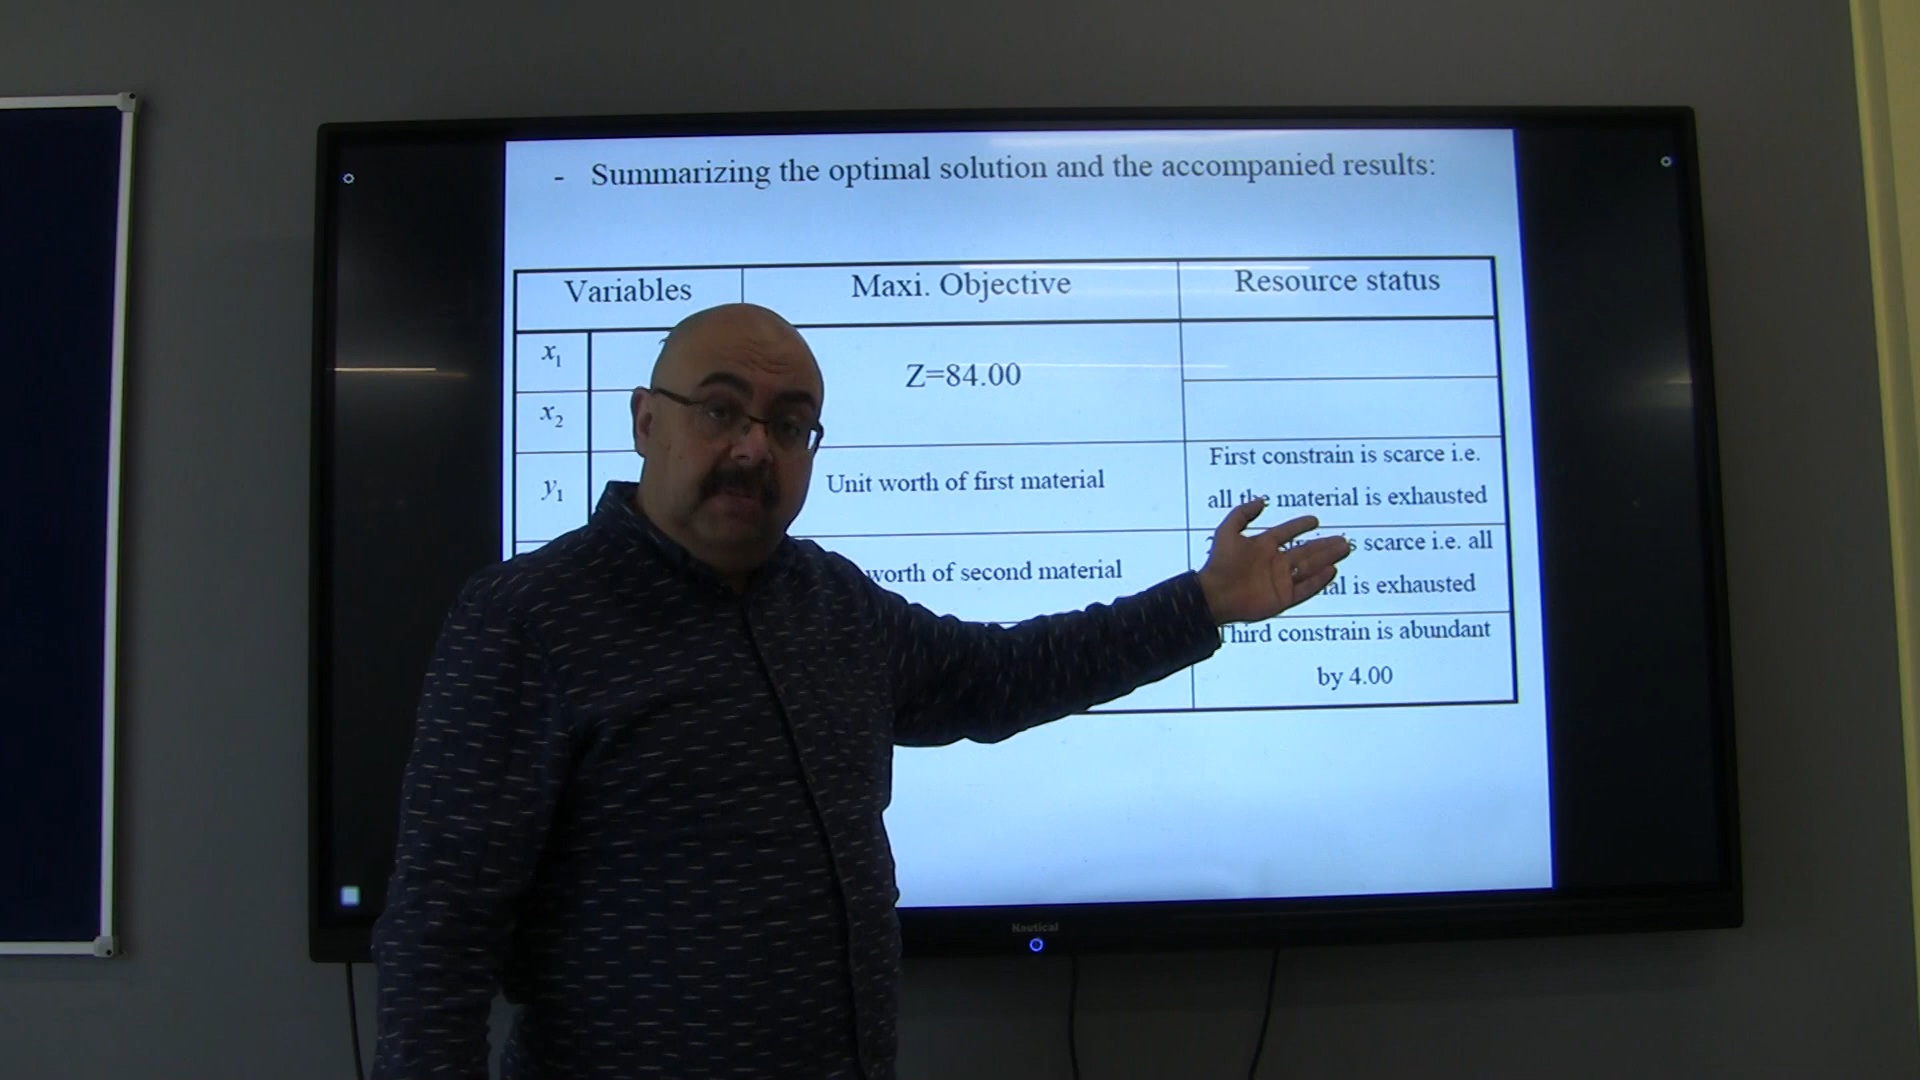 - Summarizing the optimal solution and the accompanied results:
Variables Maxi. Objective Resource status
x₁
Z=84.00
x₂
y₁ Unit worth of first material
First constrain is scarce i.e.
all the material is exhausted
worth of second material
is scarce i.e. all
is exhausted
Third constrain is abundant
by 4.00
Nautical